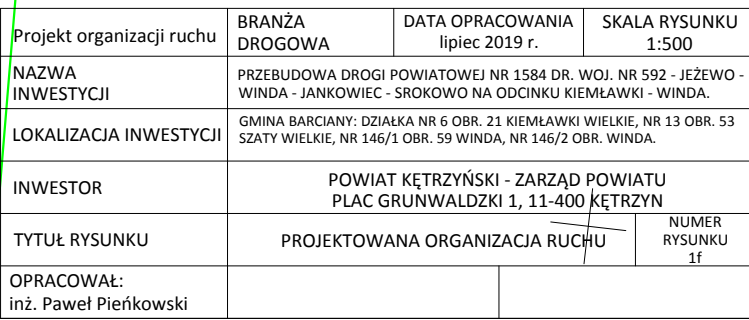 Projekt organizacji ruchu
BRANŻA
DROGOWA
DATA OPRACOWANIA
lipiec 2019 r.
SKALA RYSUNKU
1:500
NAZWA
INWESTYCJI
PRZEBUDOWA DROGI POWIATOWEJ NR 1584 DR. WOJ. NR 592 - JEŻEWO -
WINDA - JANKOWIEC - SROKOWO NA ODCINKU KIEMŁAWKI - WINDA.
LOKALIZACJA INWESTYCJI
GMINA BARCIANY: DZIAŁKA NR 6 OBR. 21 KIEMŁAWKI WIELKIE, NR 13 OBR. 53
SZATY WIELKIE, NR 146/1 OBR. 59 WINDA, NR 146/2 OBR. WINDA.
INWESTOR
POWIAT KĘTRZYŃSKI - ZARZĄD POWIATU
PLAC GRUNWALDZKI 1, 11-400 KĘTRZYN
TYTUŁ RYSUNKU
PROJEKTOWANA ORGANIZACJA RUCHU
NUMER
RYSUNKU
1f
OPRACOWAŁ:
inż. Paweł Pieńkowski